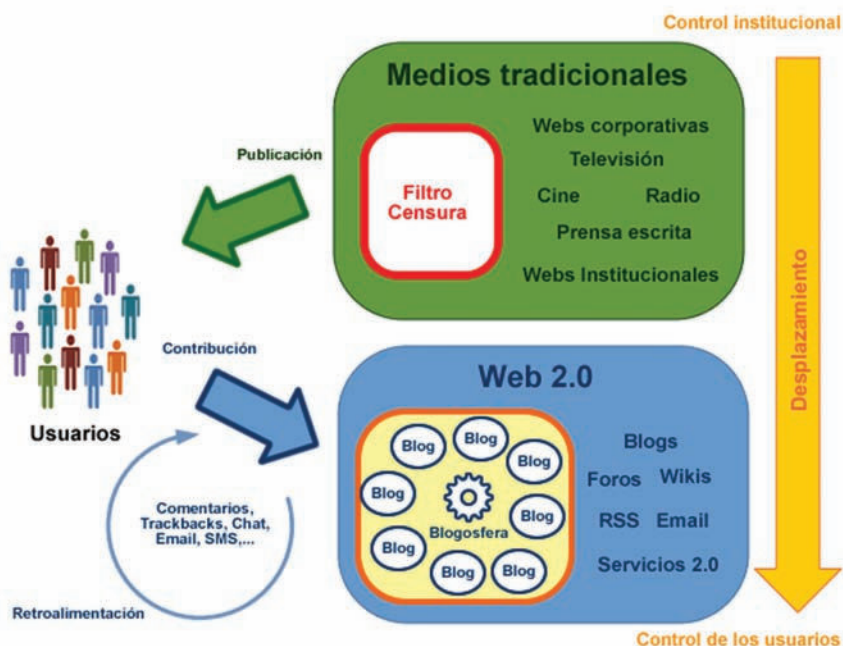 Control institucional
Medios tradicionales
Publicación
Filtro
Censura
Webs corporativas
Televisión
Cine
Radio
Prensa escrita
Webs Institucionales
Desplazamiento
Usuarios
Contribución
Web 2.0
Blog
Blog
Blog
Blog
Blog
Blog
Blog
Blog
Blogosfera
Blogs
Foros
Wikis
RSS
Email
Servicios 2.0
Comentarios,
Trackbacks, Chat,
Email, SMS,...
Retroalimentación
Control de los usuarios